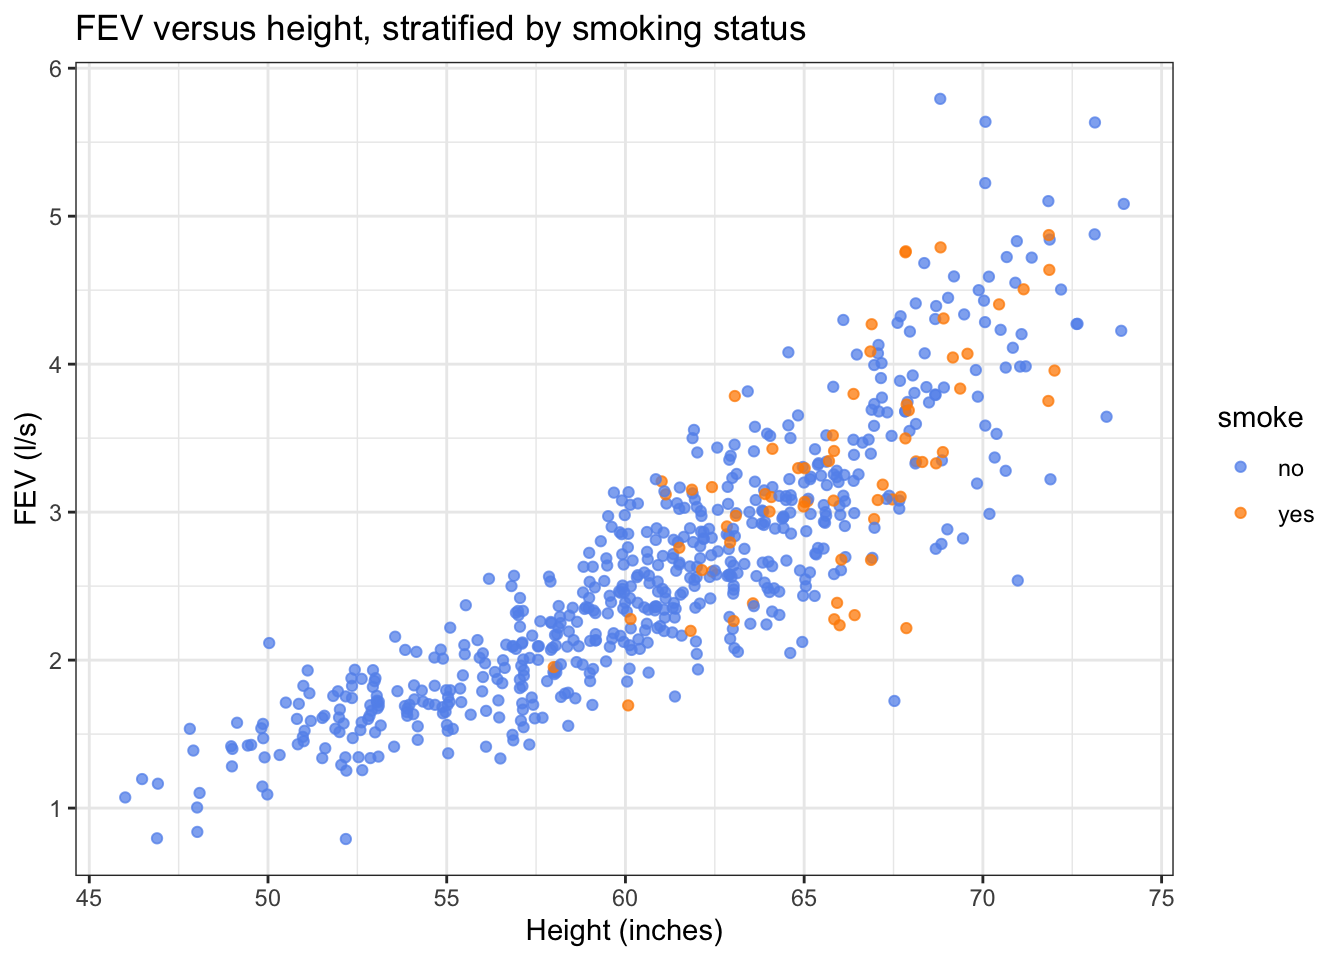 FEV versus height, stratified by smoking status
6
5
4
3
2
1
FEV (l/s)
45 50 55 60 65 70 75
Height (inches)
smoke
no
yes